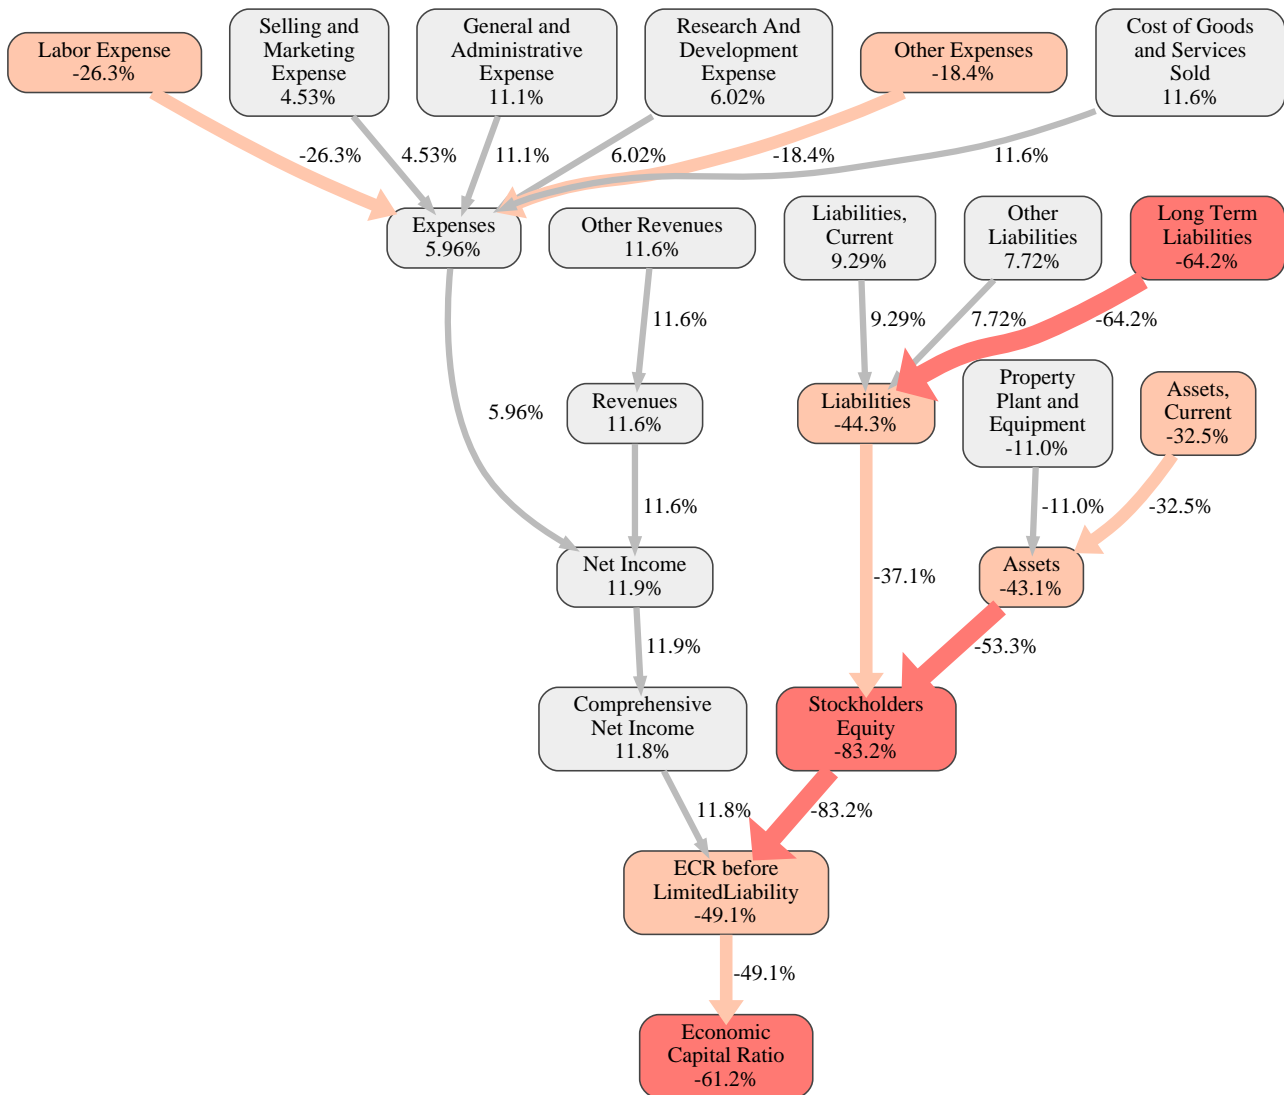 Labor Expense
-26.3%
Selling and
Marketing
Expense
4.53%
General and
Administrative
Expense
11.1%
Research And
Development
Expense
6.02%
Other Expenses
-18.4%
Cost of Goods
and Services
Sold
11.6%
-26.3%
4.53%
11.1%
6.02%
-18.4%
11.6%
Expenses
5.96%
Other Revenues
11.6%
Liabilities,
Current
9.29%
Other
Liabilities
7.72%
Long Term
Liabilities
-64.2%
11.6%
9.29%
7.72%
-64.2%
5.96%
Revenues
11.6%
Liabilities
-44.3%
Property
Plant and
Equipment
-11.0%
Assets,
Current
-32.5%
11.6%
-37.1%
-11.0%
-32.5%
Net Income
11.9%
Assets
-43.1%
11.9%
-53.3%
Comprehensive
Net Income
11.8%
Stockholders
Equity
-83.2%
11.8%
-83.2%
ECR before
LimitedLiability
-49.1%
-49.1%
Economic
Capital Ratio
-61.2%